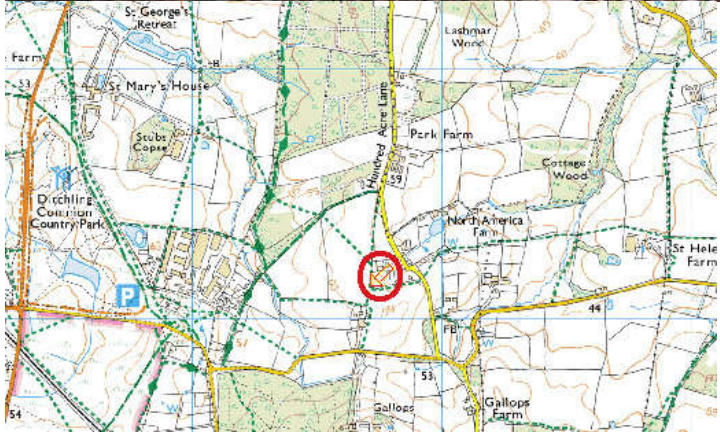 St George's
Retreat
FB
Lashmar
Wood
Farm
53
St Mary's House
Stubs
Copse
Hundred Acre Lane
Park Farm
59
Cottage
Wood
Ditchling
Common
Country Park
North America
Farm
W
St Hele
Farm
P
44
57
FB
W
W
53
54
Gallops
Gallops
Farm